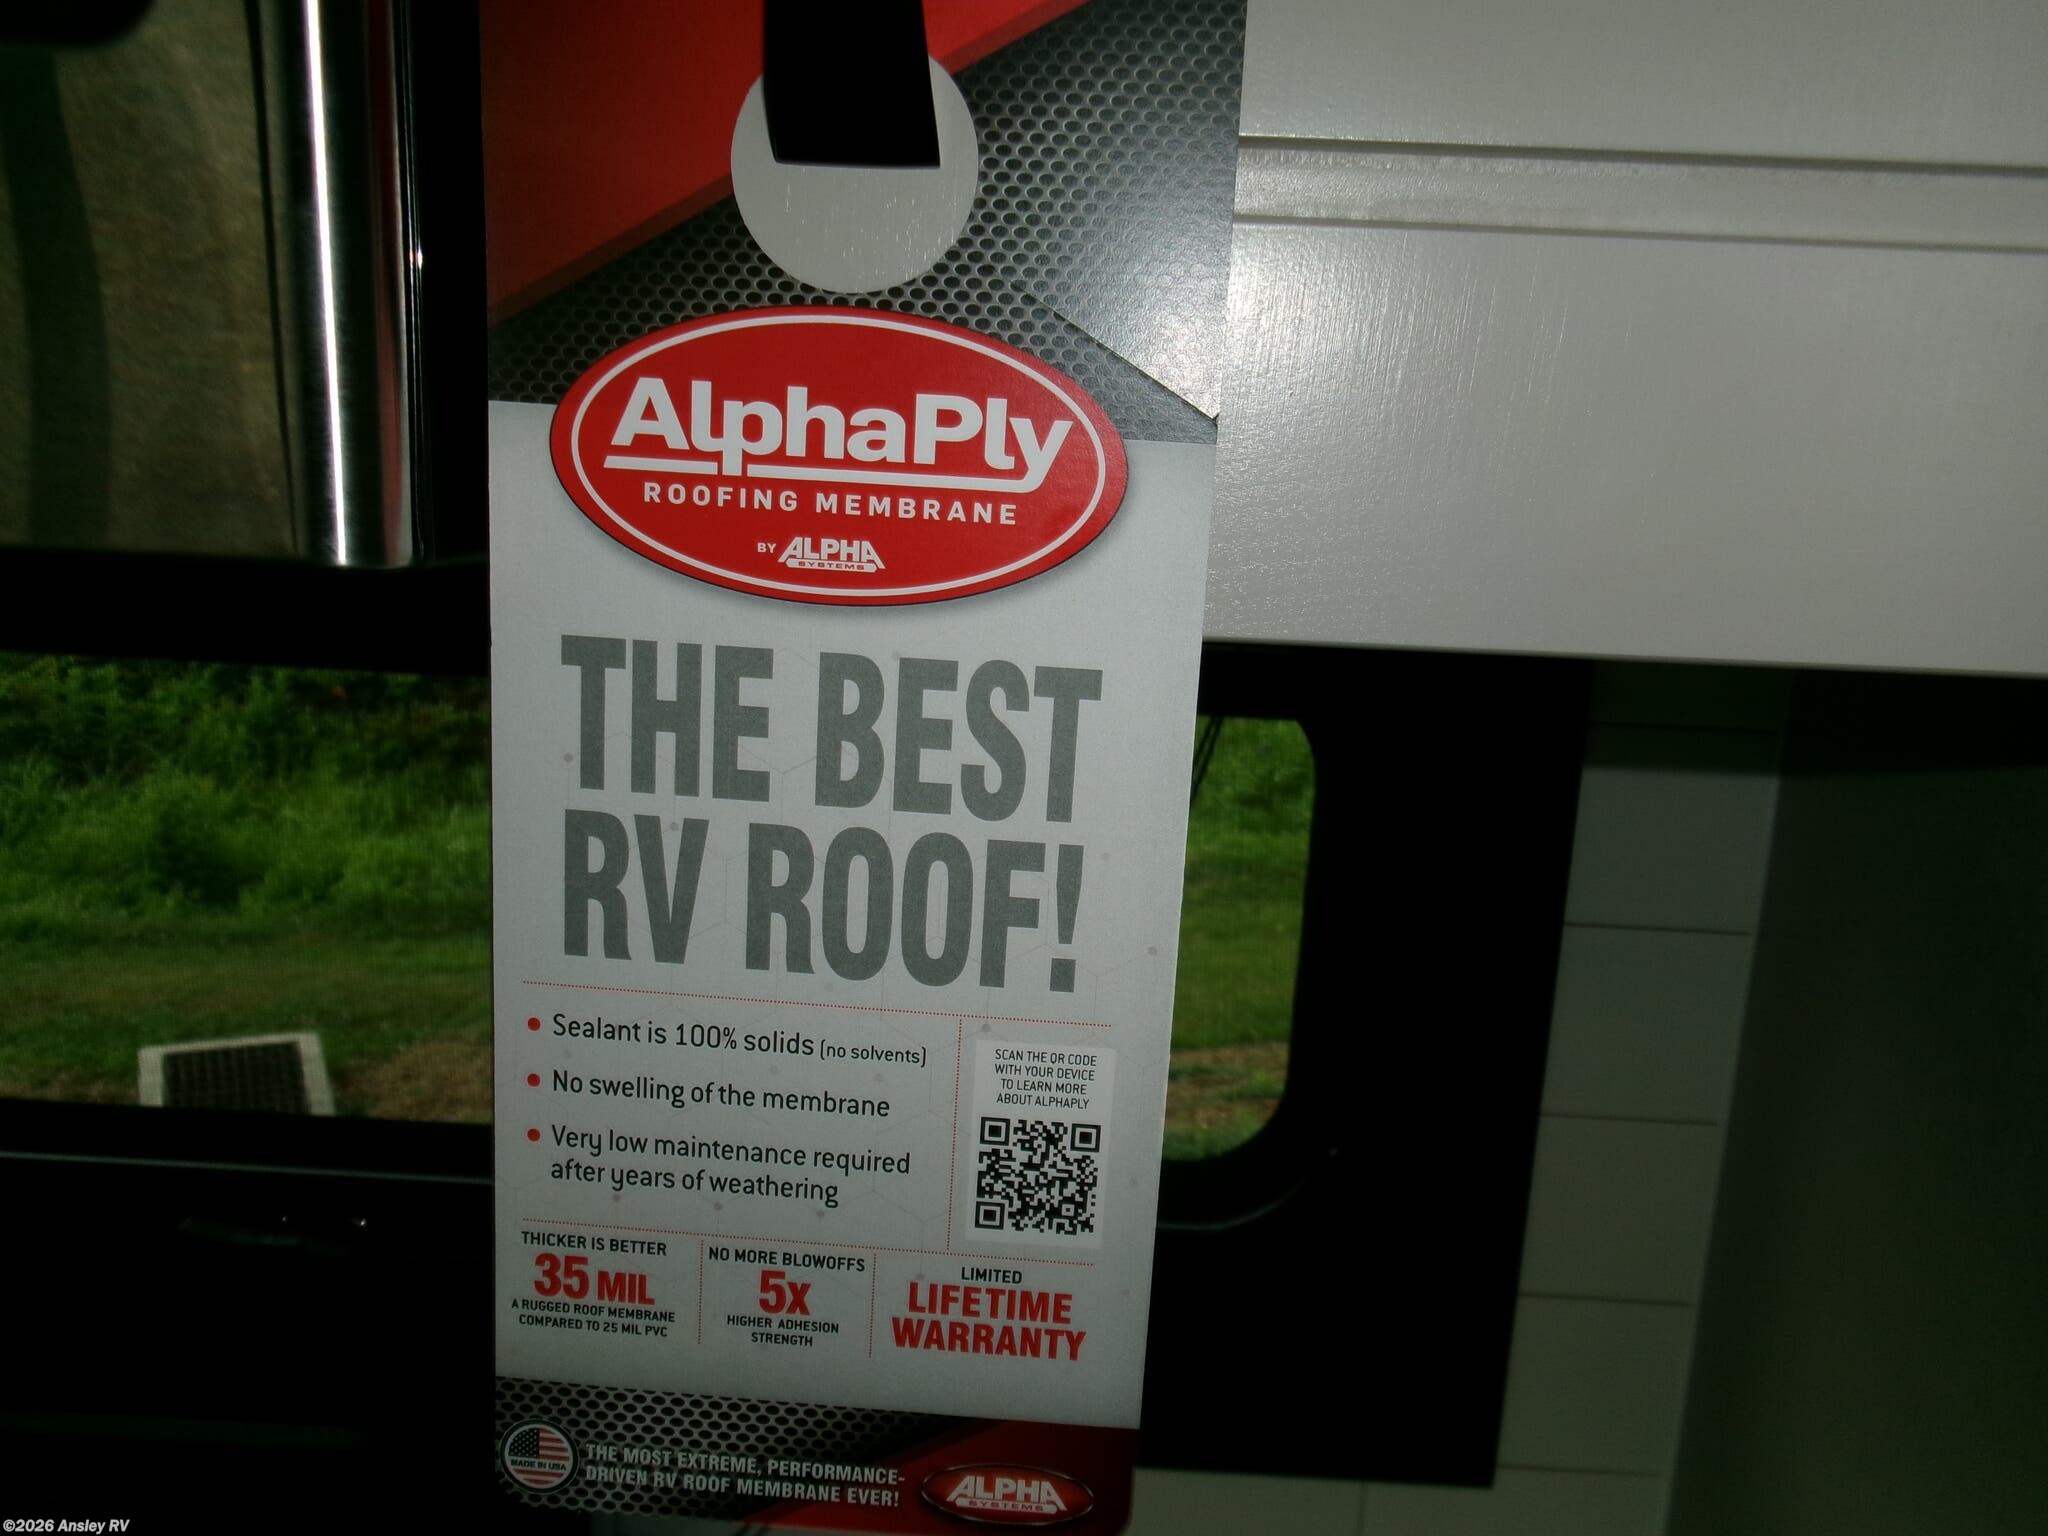 AlphaPly
ROOFING MEMBRANE
BY ALPHA
SYSTEMS
THE BEST
RV ROOF!
• Sealant is 100% solids (no solvents)
• No swelling of the membrane
• Very low maintenance required
after years of weathering
SCAN THE QR CODE
WITH YOUR DEVICE
TO LEARN MORE
ABOUT ALPHAPLY
THICKER IS BETTER
35 MIL
A RUGGED ROOF MEMBRANE
COMPARED TO 25 MIL PVC
NO MORE BLOWOFFS
5X
HIGHER ADHESION
STRENGTH
LIMITED
LIFETIME
WARRANTY
MADE IN USA
THE MOST EXTREME, PERFORMANCE-
DRIVEN RV ROOF MEMBRANE EVER!
ALPHA
SYSTEMS
©2026 Ansley RV